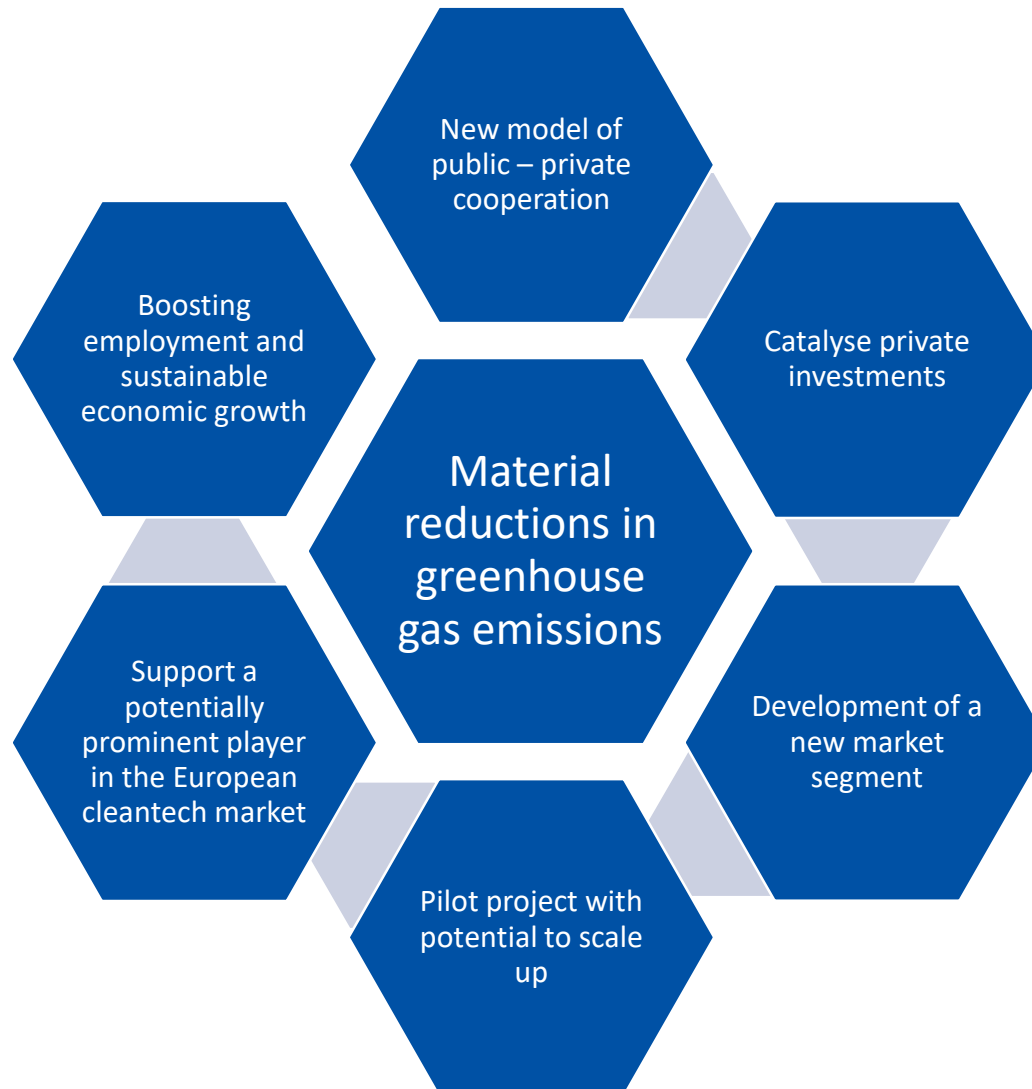 New model of
public – private
cooperation
Catalyse private
investments
Development of a
new market
segment
Pilot project with
potential to scale
up
Support a
potentially
prominent player
in the European
cleantech market
Boosting
employment and
sustainable
economic growth
Material
reductions in
greenhouse
gas emissions